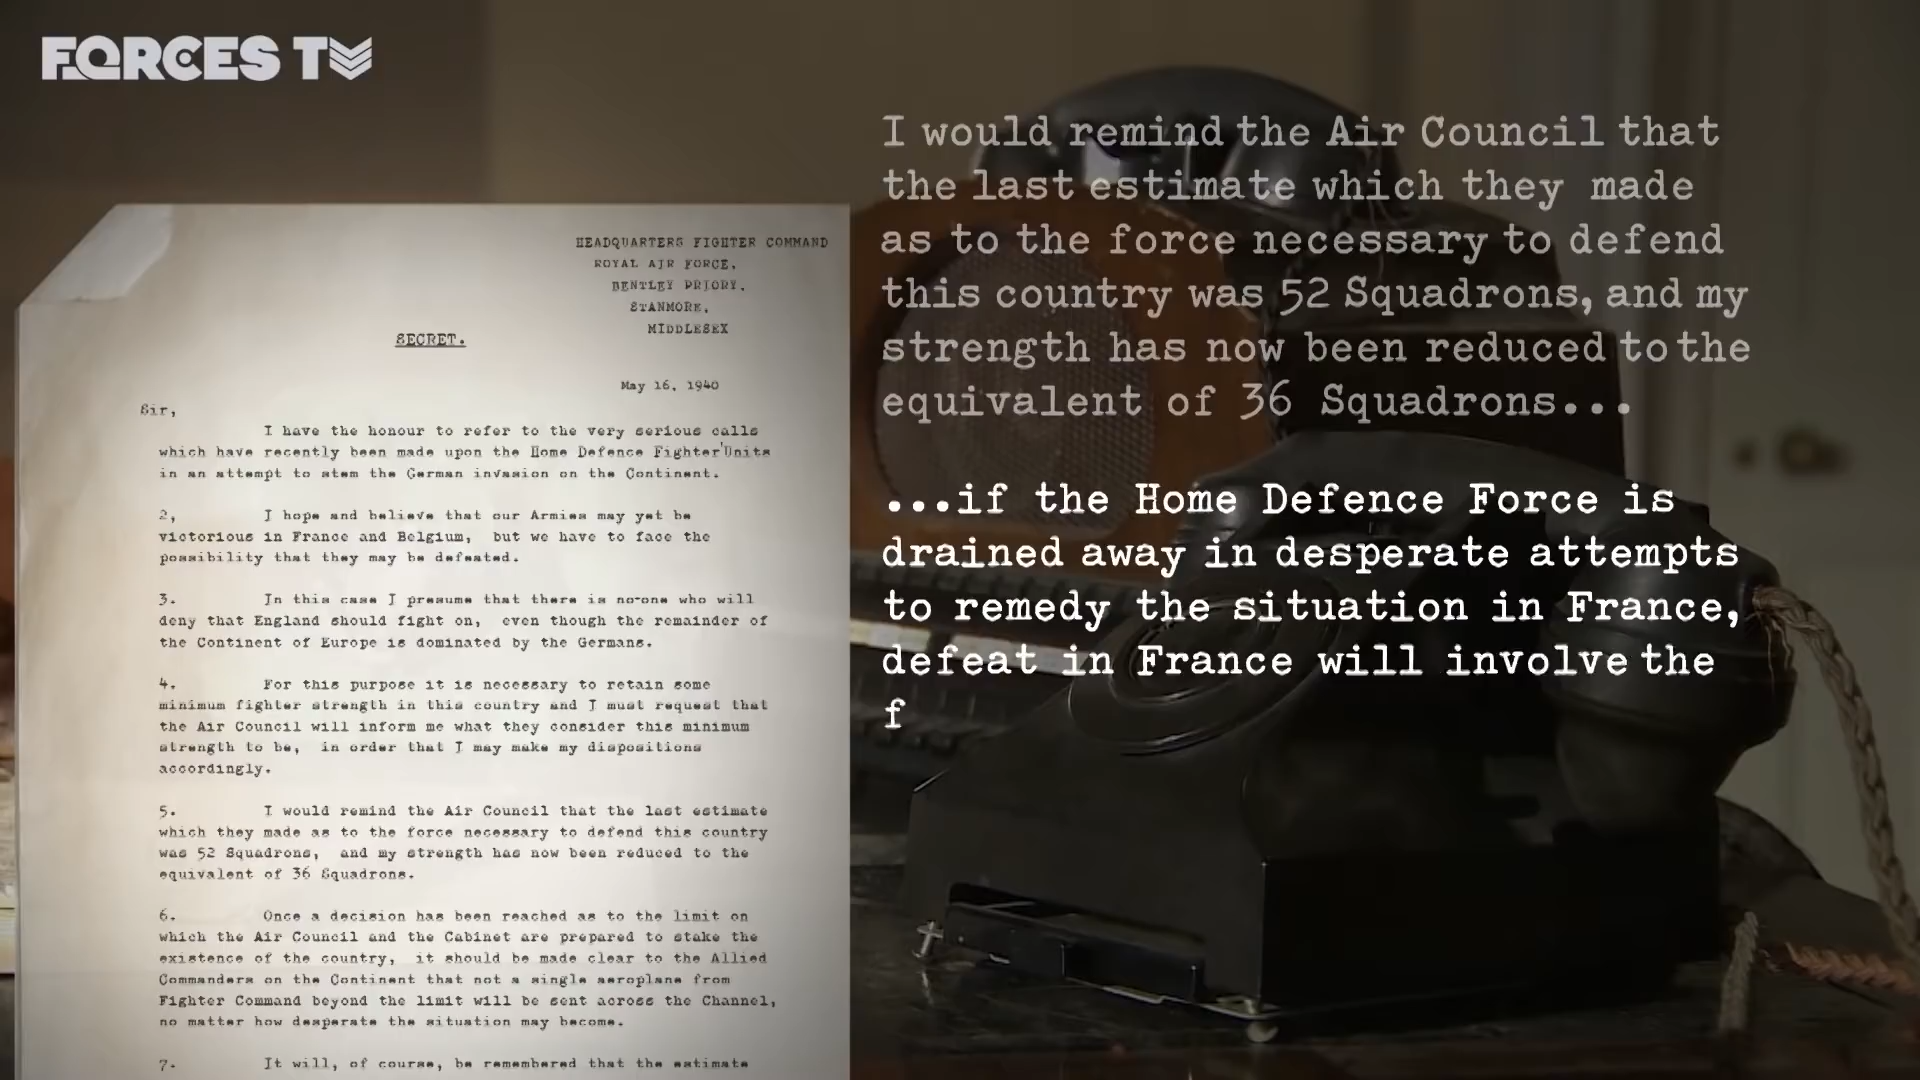 FORCES TV
HEADQUARTERS FIGHTER COMMAND
ROYAL AIR FORCE,
BENTLEY PRIORY,
STANMORE,
MIDDLESEX
SECRET.
May 16, 1940
Sir,
I have the honour to refer to the very serious calls
which have recently been made upon the Home Defence Fighter Units
in an attempt to stem the German invasion on the Continent.
2, I hope and believe that our Armies may yet be
victorious in France and Belgium, but we have to face the
possibility that they may be defeated.
3. In this case I presume that there is no-one who will
deny that England should fight on, even though the remainder of
the Continent of Europe is dominated by the Germans.
4. For this purpose it is necessary to retain some
minimum fighter strength in this country and I must request that
the Air Council will inform me what they consider this minimum
strength to be, in order that I may make my dispositions
accordingly.
5. I would remind the Air Council that the last estimate
which they made as to the force necessary to defend this country
was 52 Squadrons, and my strength has now been reduced to the
equivalent of 36 Squadrons.
6. Once a decision has been reached as to the limit on
which the Air Council and the Cabinet are prepared to stake the
existence of the country, it should be made clear to the Allied
Commanders on the Continent that not a single aeroplane from
Fighter Command beyond the limit will be sent across the Channel,
no matter how desperate the situation may become.
7. It will, of course, be remembered that the estimate
I would remind the Air Council that
the last estimate which they made
as to the force necessary to defend
this country was 52 Squadrons, and my
strength has now been reduced to the
equivalent of 36 Squadrons...
...if the Home Defence Force is
drained away in desperate attempts
to remedy the situation in France,
defeat in France will involve the
f